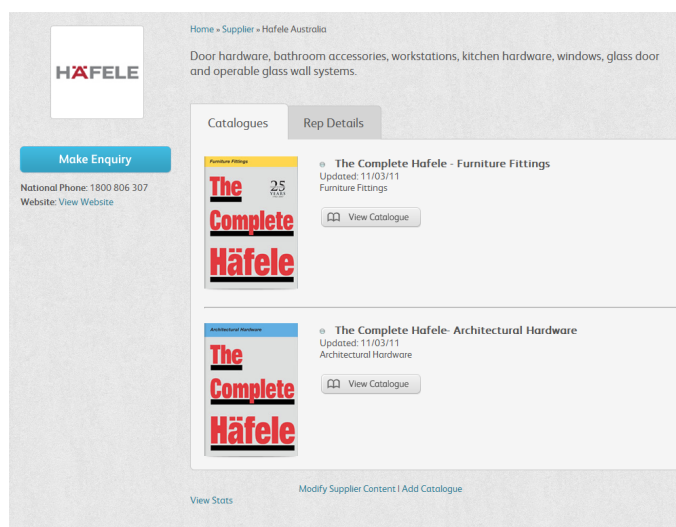 HÄFELE
Make Enquiry
National Phone: 1800 806 307
Website: View Website
Home » Supplier » Hafele Australia
Door hardware, bathroom accessories, workstations, kitchen hardware, windows, glass door
and operable glass wall systems.
Catalogues
Rep Details
Furniture Fittings
The
25
YEARS
Complete
Häfele
The Complete Hafele - Furniture Fittings
Updated: 11/03/11
Furniture Fittings
View Catalogue
Architectural Hardware
The
Complete
Häfele
The Complete Hafele- Architectural Hardware
Updated: 11/03/11
Architectural Hardware
View Catalogue
Modify Supplier Content | Add Catalogue
View Stats